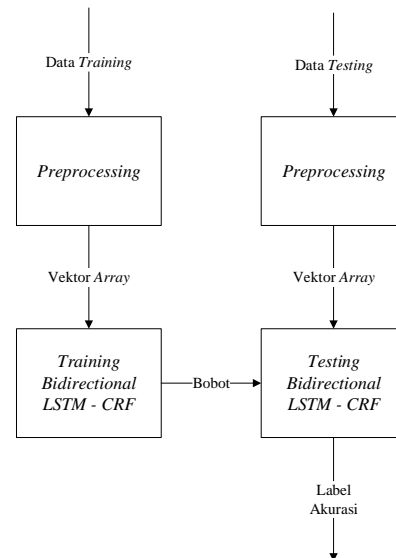 Data Training
Data Testing
Preprocessing
Preprocessing
Vektor Array
Vektor Array
Training
Bidirectional
LSTM - CRF
Bobot
Testing
Bidirectional
LSTM - CRF
Label
Akurasi